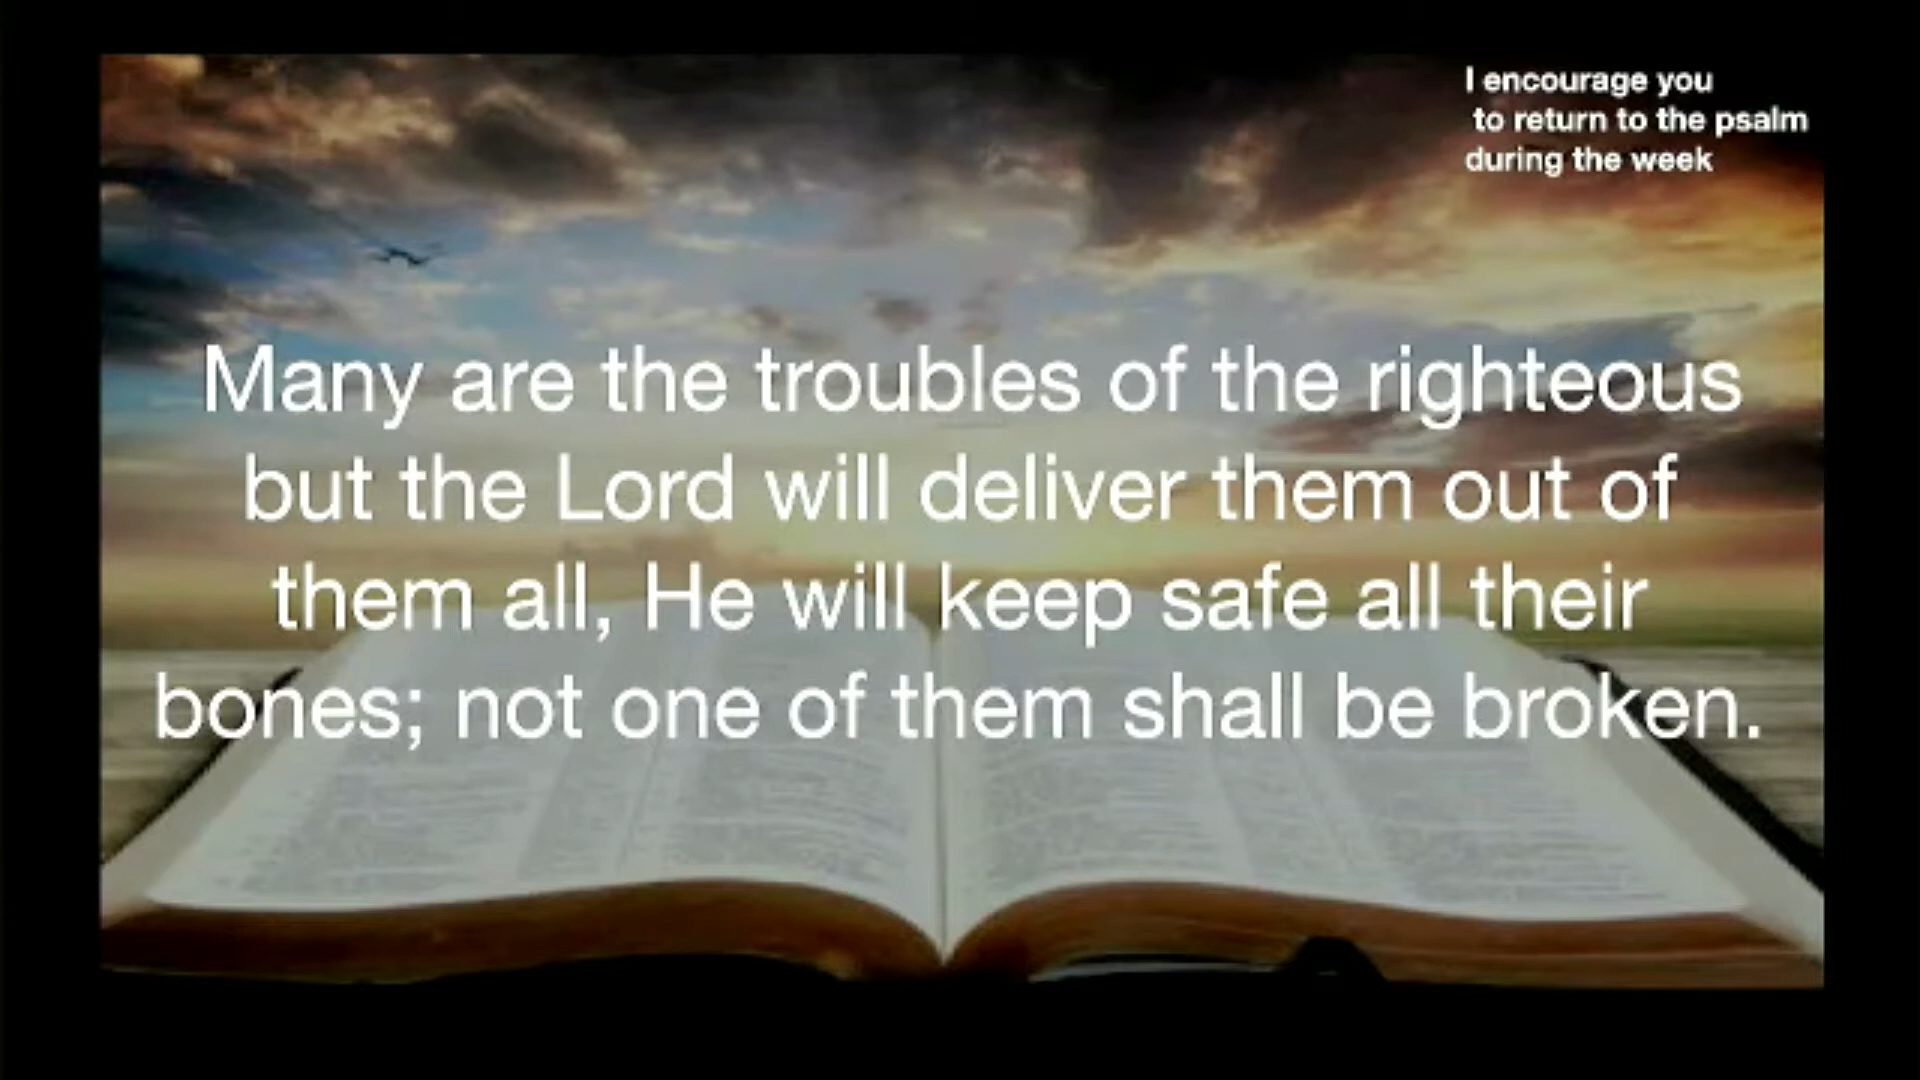 I encourage you
to return to the psalm
during the week
Many are the troubles of the righteous
but the Lord will deliver them out of
them all, He will keep safe all their
bones; not one of them shall be broken.